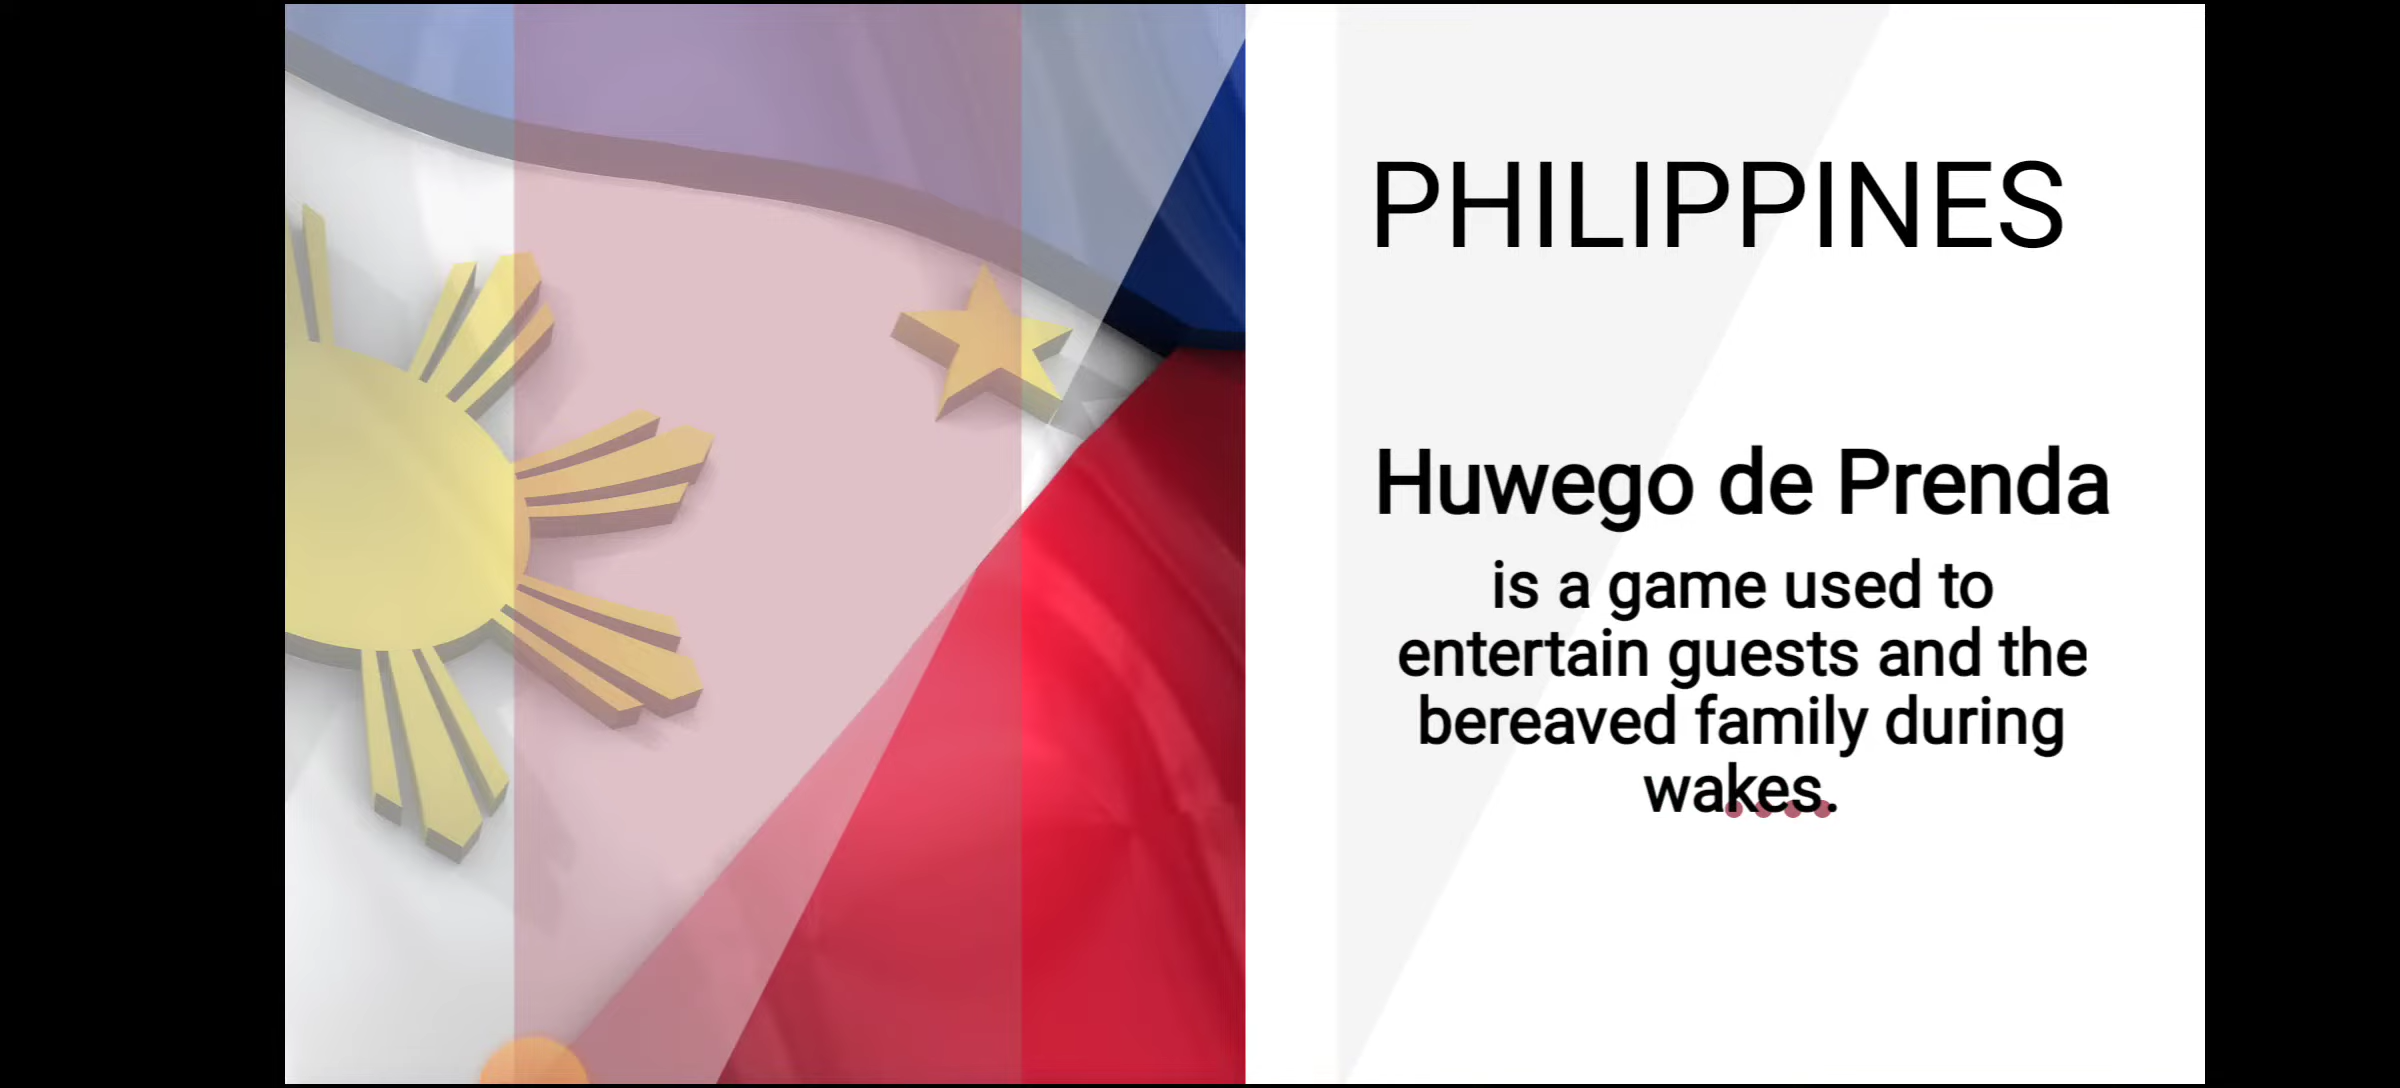 PHILIPPINES
Huwego de Prenda
is a game used to
entertain guests and the
bereaved family during
wakes.